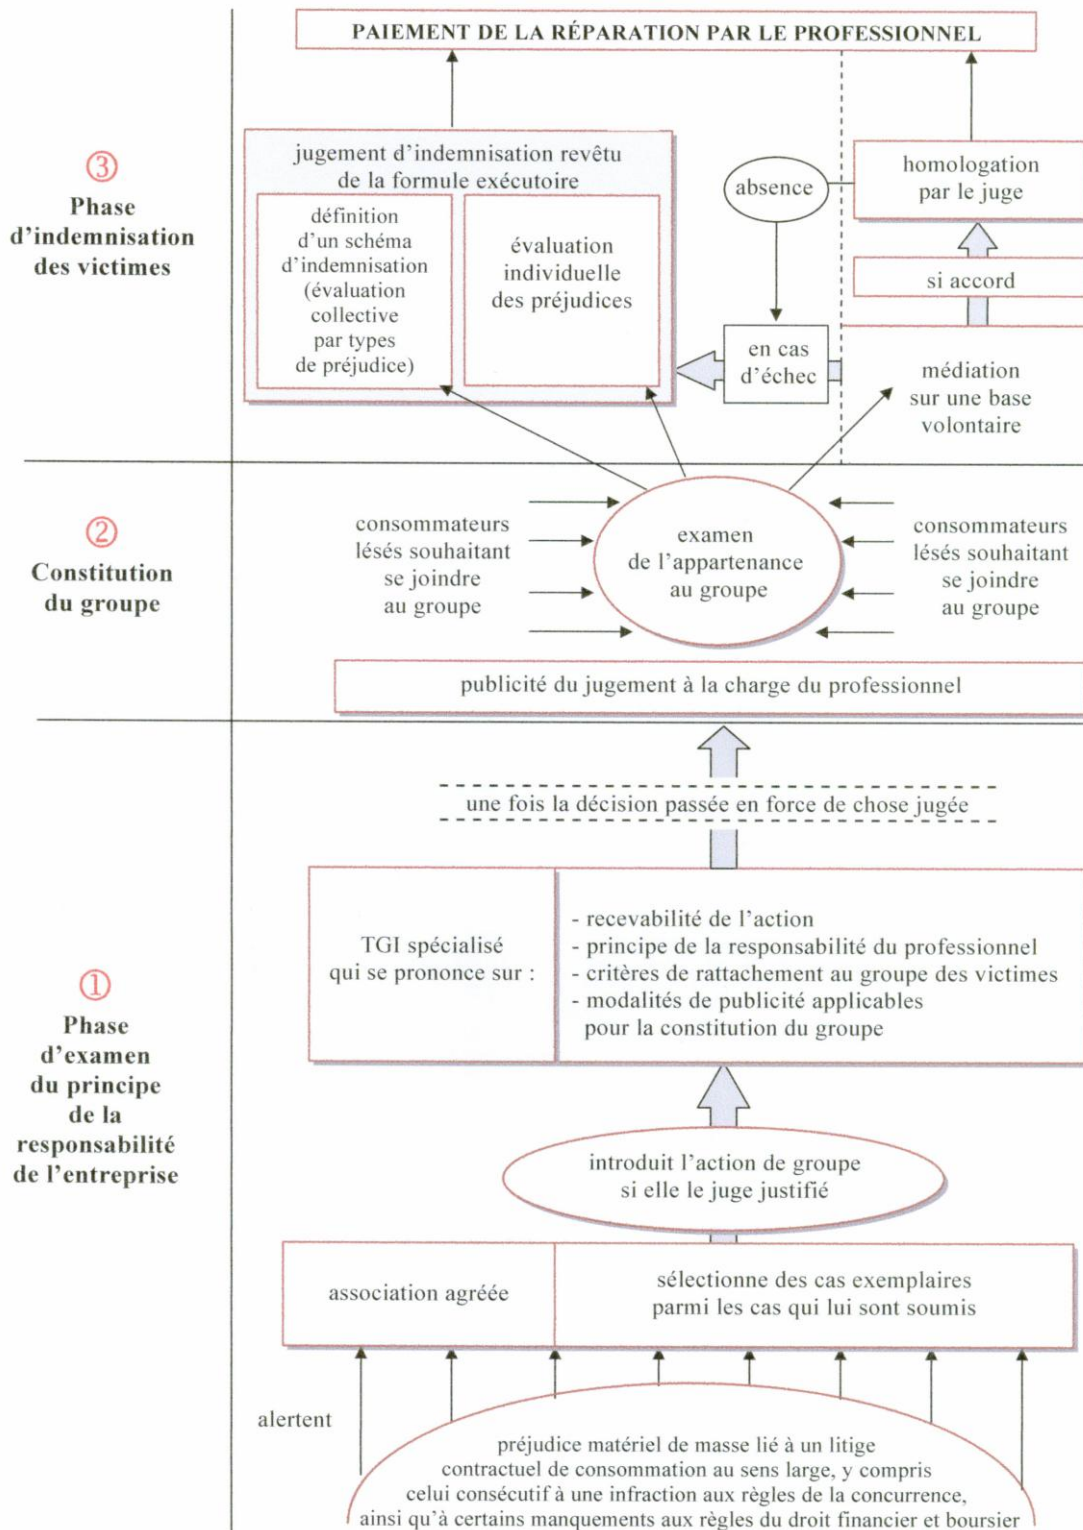 PAIEMENT DE LA RÉPARATION PAR LE PROFESSIONNEL
③
Phase
d'indemnisation
des victimes
jugement d'indemnisation revêtu
de la formule exécutoire
définition
d'un schéma
d'indemnisation
(évaluation
collective
par types
de préjudice)
évaluation
individuelle
des préjudices
absence
homologation
par le juge
si accord
en cas
d'échec
médiation
sur une base
volontaire
②
Constitution
du groupe
consommateurs
lésés souhaitant
se joindre
au groupe
examen
de l'appartenance
au groupe
consommateurs
lésés souhaitant
se joindre
au groupe
publicité du jugement à la charge du professionnel
①
Phase
d'examen
du principe
de la
responsabilité
de l'entreprise
une fois la décision passée en force de chose jugée
TGI spécialisé
qui se prononce sur :
- recevabilité de l'action
- principe de la responsabilité du professionnel
- critères de rattachement au groupe des victimes
- modalités de publicité applicables
pour la constitution du groupe
introduit l'action de groupe
si elle le juge justifié
association agréée
sélectionne des cas exemplaires
parmi les cas qui lui sont soumis
alertent
préjudice matériel de masse lié à un litige
contractuel de consommation au sens large, y compris
celui consécutif à une infraction aux règles de la concurrence,
ainsi qu'à certains manquements aux règles du droit financier et boursier